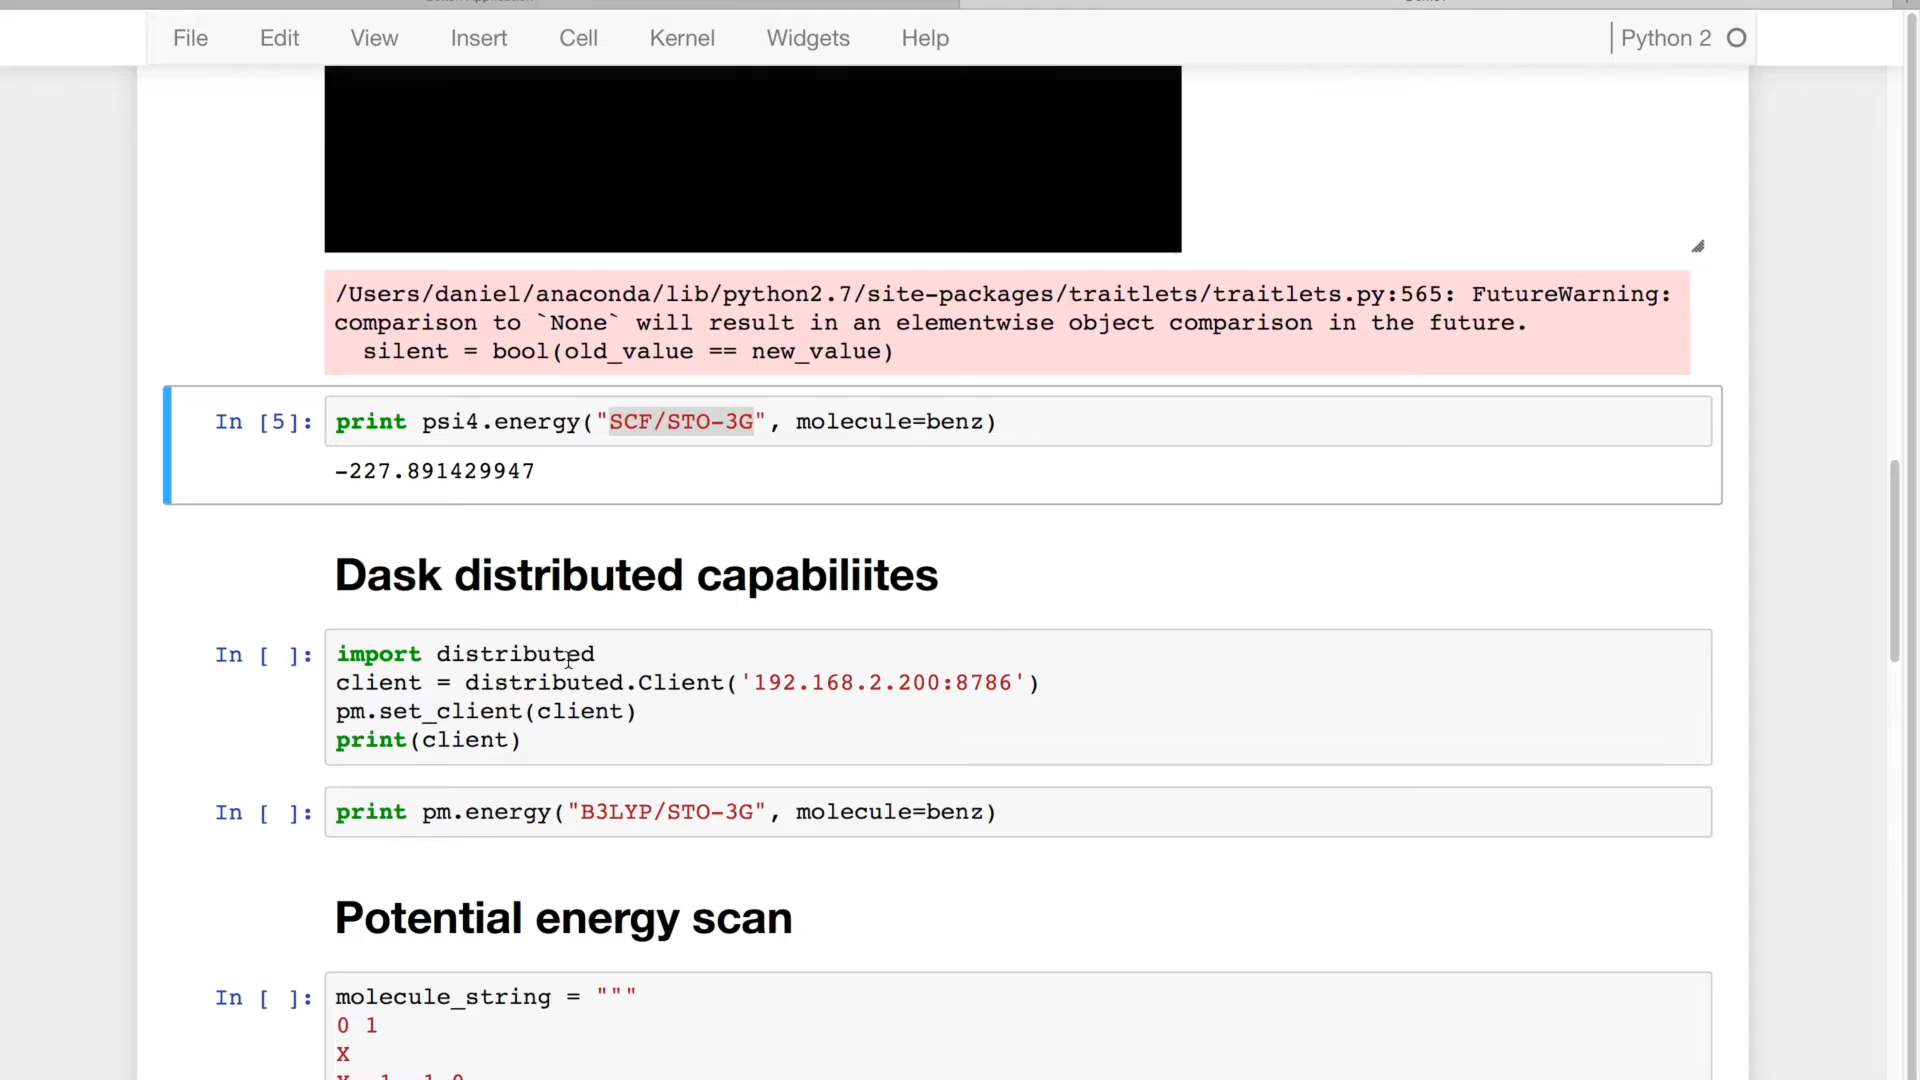 File Edit View Insert Cell Kernel Widgets Help Python 2
/Users/daniel/anaconda/lib/python2.7/site-packages/traitlets/traitlets.py:565: FutureWarning:
comparison to `None` will result in an elementwise object comparison in the future.
silent = bool(old_value == new_value)
In [5]: print psi4.energy("SCF/STO-3G", molecule=benz)
-227.891429947
Dask distributed capabiliites
In [ ]: import distributed
client = distributed.Client('192.168.2.200:8786')
pm.set_client(client)
print(client)
In [ ]: print pm.energy("B3LYP/STO-3G", molecule=benz)
Potential energy scan
In [ ]: molecule_string = """
0 1
X